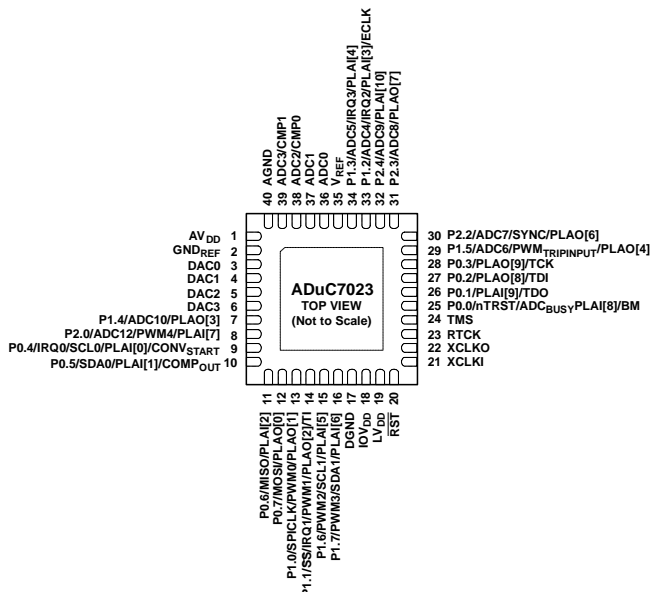 40 AGND
39 ADC3/CMP1
38 ADC2/CMP0
37 ADC1
36 ADC0
35 VREF
34 P1.3/ADC5/IRQ3/PLAI[4]
33 P1.2/ADC4/IRQ2/PLAI[3]/ECLK
32 P2.4/ADC9/PLAI[10]
31 P2.3/ADC8/PLAO[7]
AVDD 1
GNDREF 2
DAC0 3
DAC1 4
DAC2 5
DAC3 6
P1.4/ADC10/PLAO[3] 7
P2.0/ADC12/PWM4/PLAI[7] 8
P0.4/IRQ0/SCL0/PLAI[0]/CONVSTART 9
P0.5/SDA0/PLAI[1]/COMPOUT 10
ADuC7023
TOP VIEW
(Not to Scale)
30 P2.2/ADC7/SYNC/PLAO[6]
29 P1.5/ADC6/PWMTRIPINPUT/PLAO[4]
28 P0.3/PLAO[9]/TCK
27 P0.2/PLAO[8]/TDI
26 P0.1/PLAI[9]/TDO
25 P0.0/nTRST/ADCBUSYPLAI[8]/BM
24 TMS
23 RTCK
22 XCLKO
21 XCLKI
P0.6/MISO/PLAI[2] 11
P0.7/MOSI/PLAO[0] 12
P1.0/SPICLK/PWM0/PLAO[1] 13
P1.1/SS/IRQ1/PWM1/PLAO[2]/TI 14
P1.6/PWM2/SCL1/PLAI[5] 15
P1.7/PWM3/SDA1/PLAI[6] 16
DGND 17
IOVDD 18
LVDD 19
RST 20